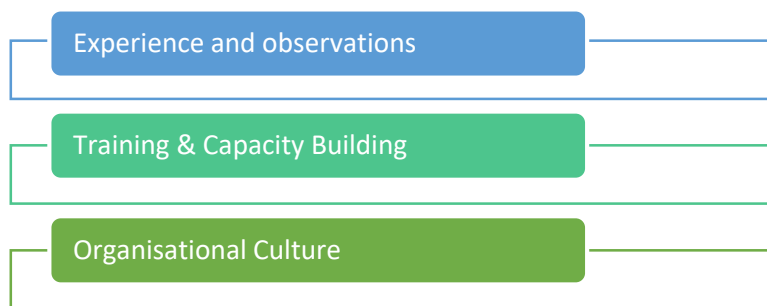 Experience and observations
Training & Capacity Building
Organisational Culture